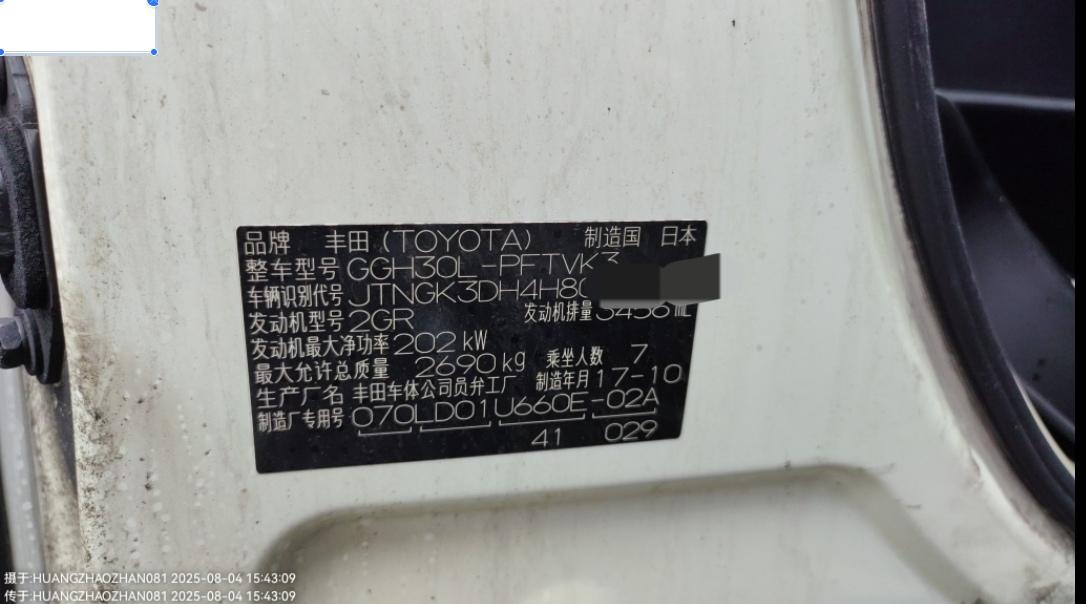 品牌 丰田 (TOYOTA) 制造国 日本
整车型号 GGH30L-PFTVK3
车辆识别代号 JTNGK3DH4H8
发动机型号 2GR 发动机排量 3456 mL
发动机最大净功率 202 kW
最大允许总质量 2690 kg 乘坐人数 7
生产厂名 丰田车体公司员弁工厂 制造年月 17-10
制造厂专用号 070LD01U660E-02A
41 029
摄于:HUANGZHAOZHAN081 2025-08-04 15:43:09
传于:HUANGZHAOZHAN081 2025-08-04 15:43:09